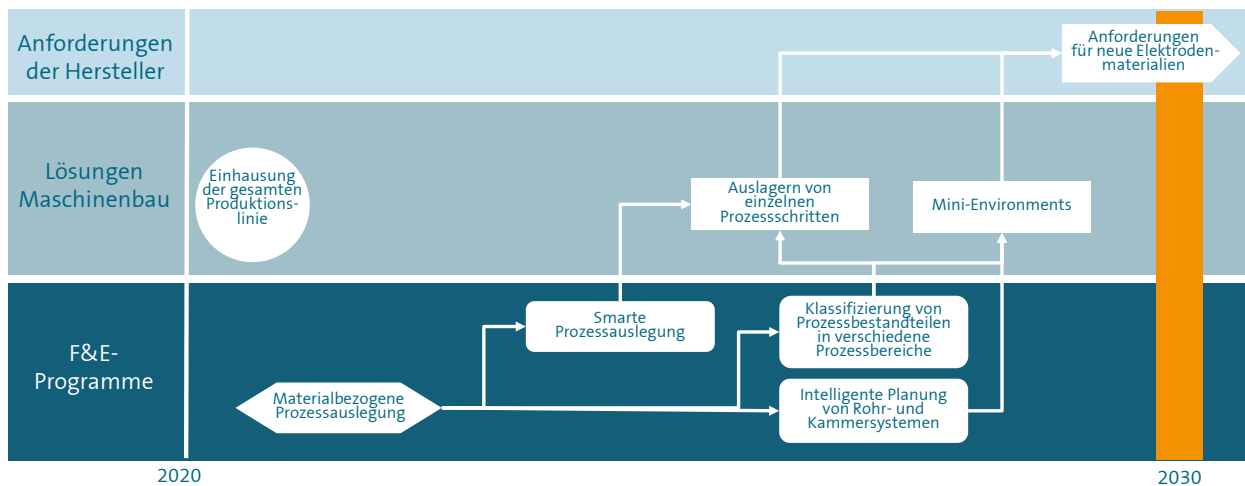 Anforderungen
der Hersteller
Anforderungen
für neue Elektroden-
materialien
Lösungen
Maschinenbau
Einhausung
der gesamten
Produktions-
linie
Auslagern von
einzelnen
Prozessschritten
Mini-Environments
F&E-
Programme
Smarte
Prozessauslegung
Klassifizierung von
Prozessbestandteilen
in verschiedene
Prozessbereiche
Materialbezogene
Prozessauslegung
Intelligente Planung
von Rohr- und
Kammersystemen
2020
2030